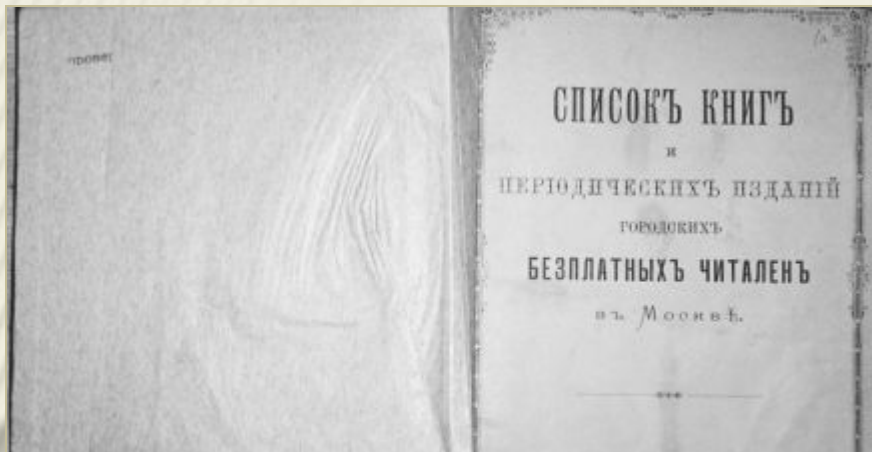 СПИСОКЪ КНИГЪ
и
ПЕРІОДИЧЕСКИХЪ ИЗДАНІЙ
ГОРОДСКИХЪ
БЕЗПЛАТНЫХЪ ЧИТАЛЕНЪ
въ Москвѣ.